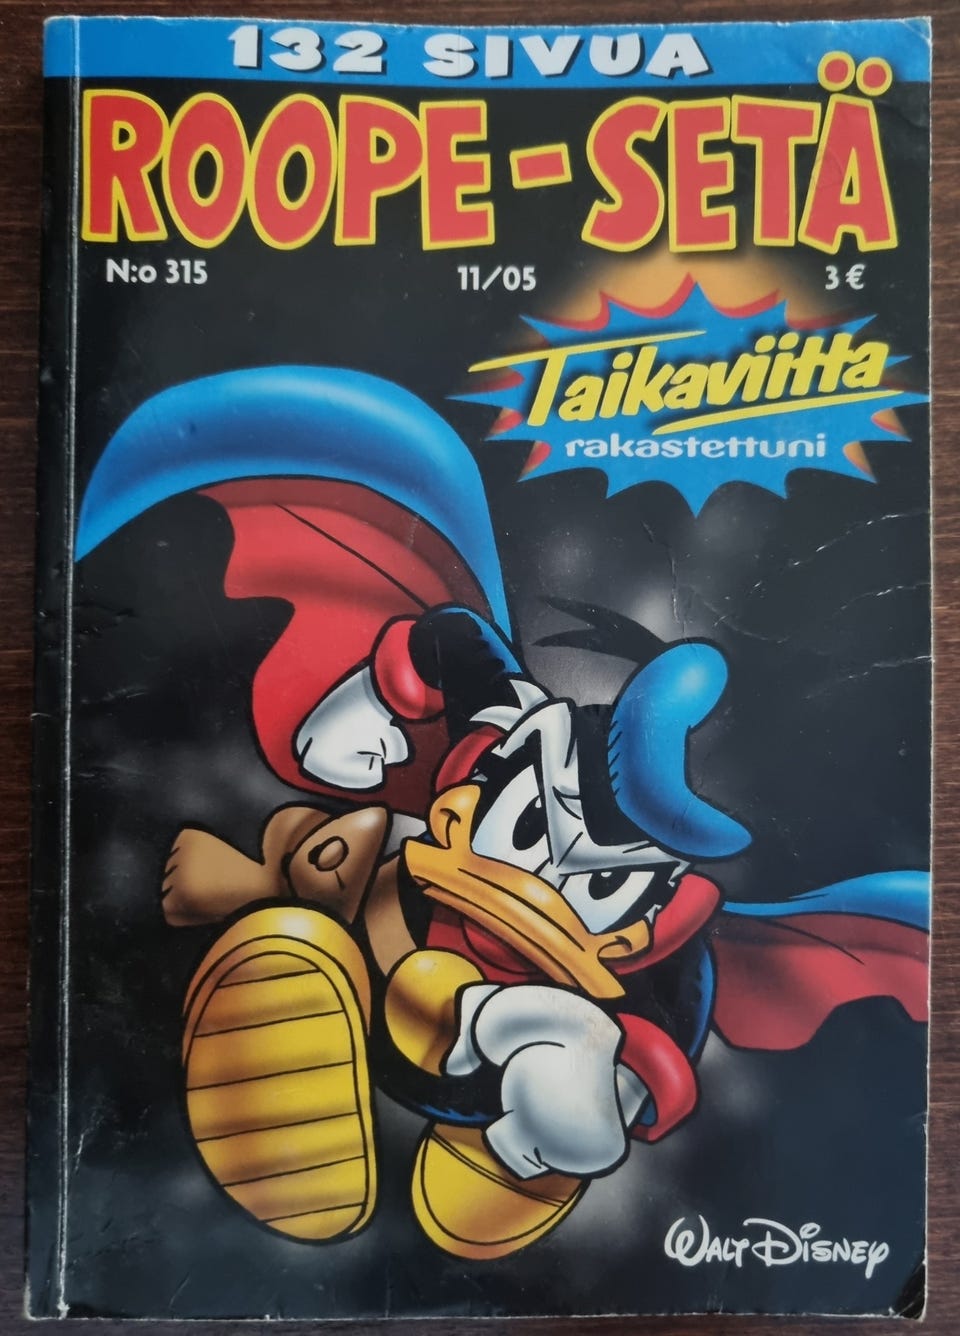 132 SIVUA
ROOPE-SETÄ
N:o 315 11/05 3 €
Taikaviitta
rakastettuni
WALT DISNEY